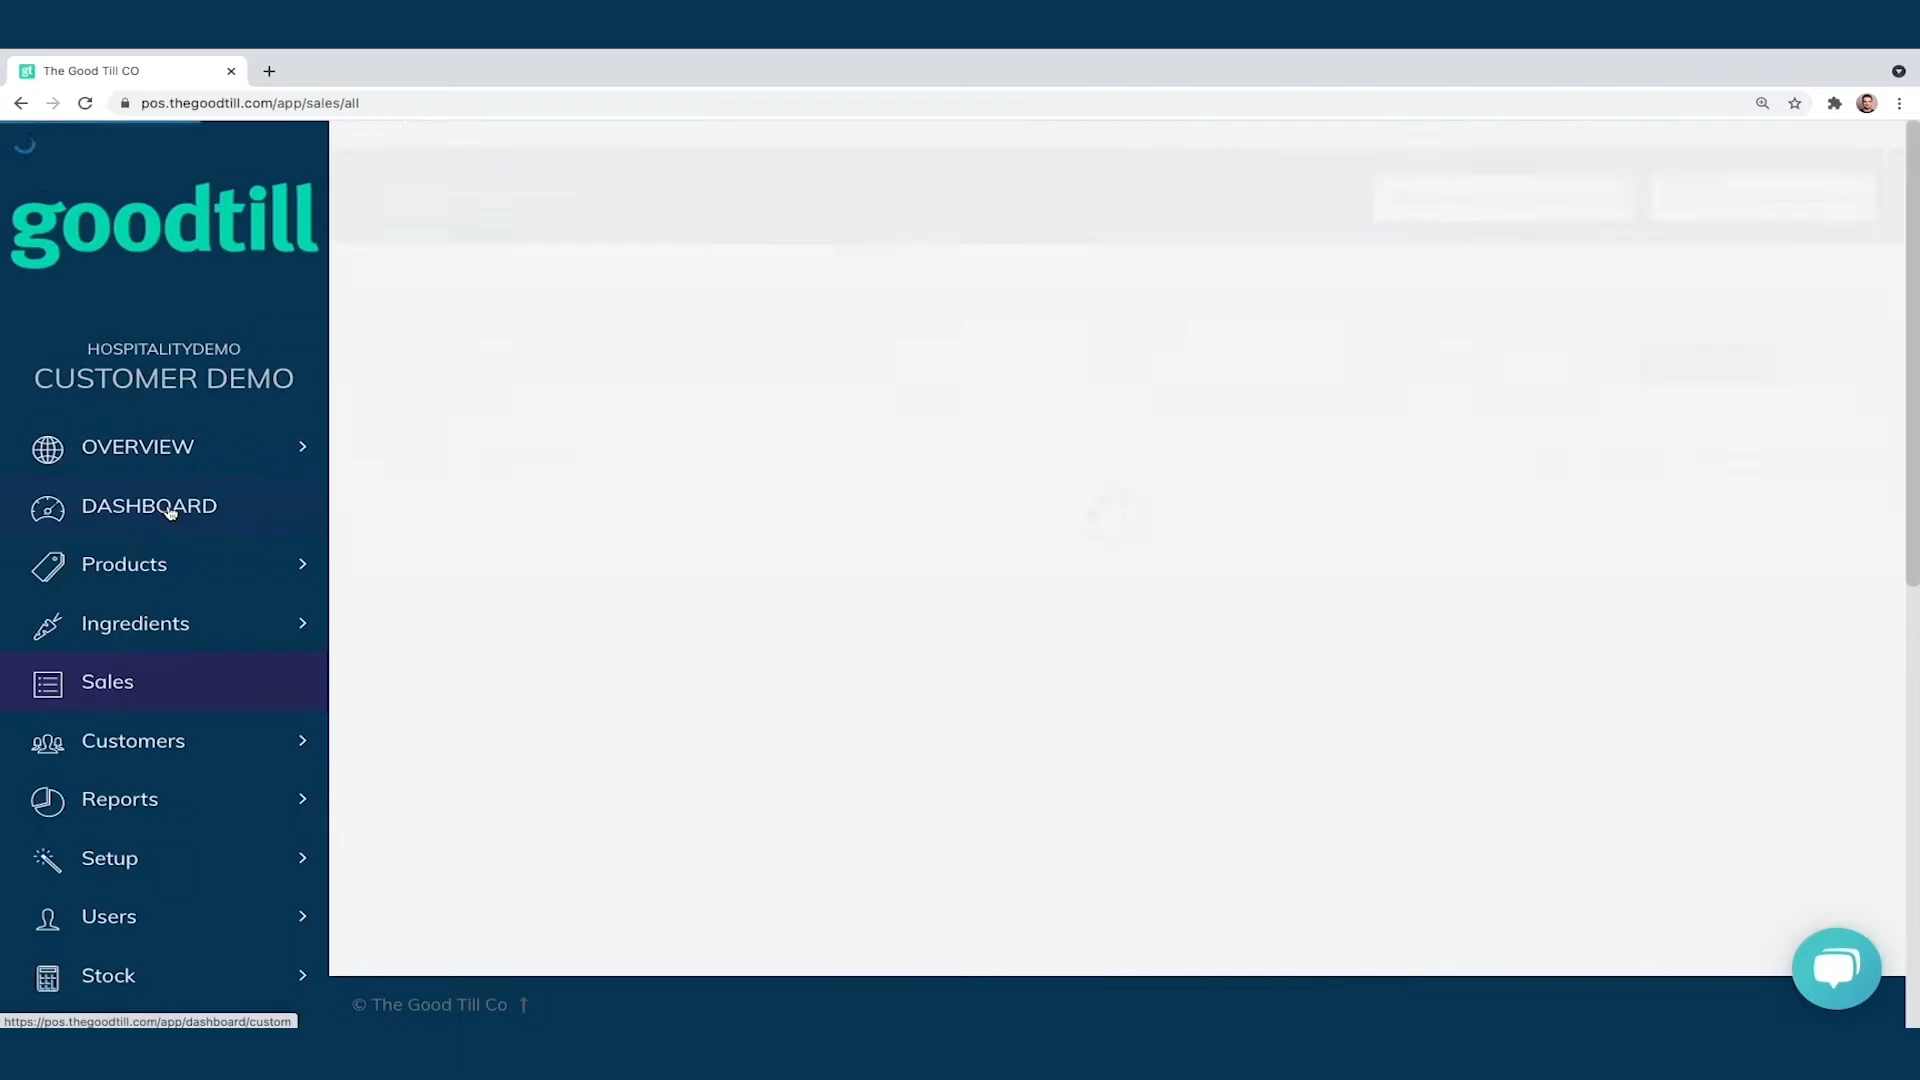 The Good Till CO
pos.thegoodtill.com/app/sales/all
goodtill
HOSPITALITYDEMO
CUSTOMER DEMO
OVERVIEW
DASHBOARD
Products
Ingredients
Sales
Customers
Reports
Setup
Users
Stock
https://pos.thegoodtill.com/app/dashboard/custom
© The Good Till Co ↑